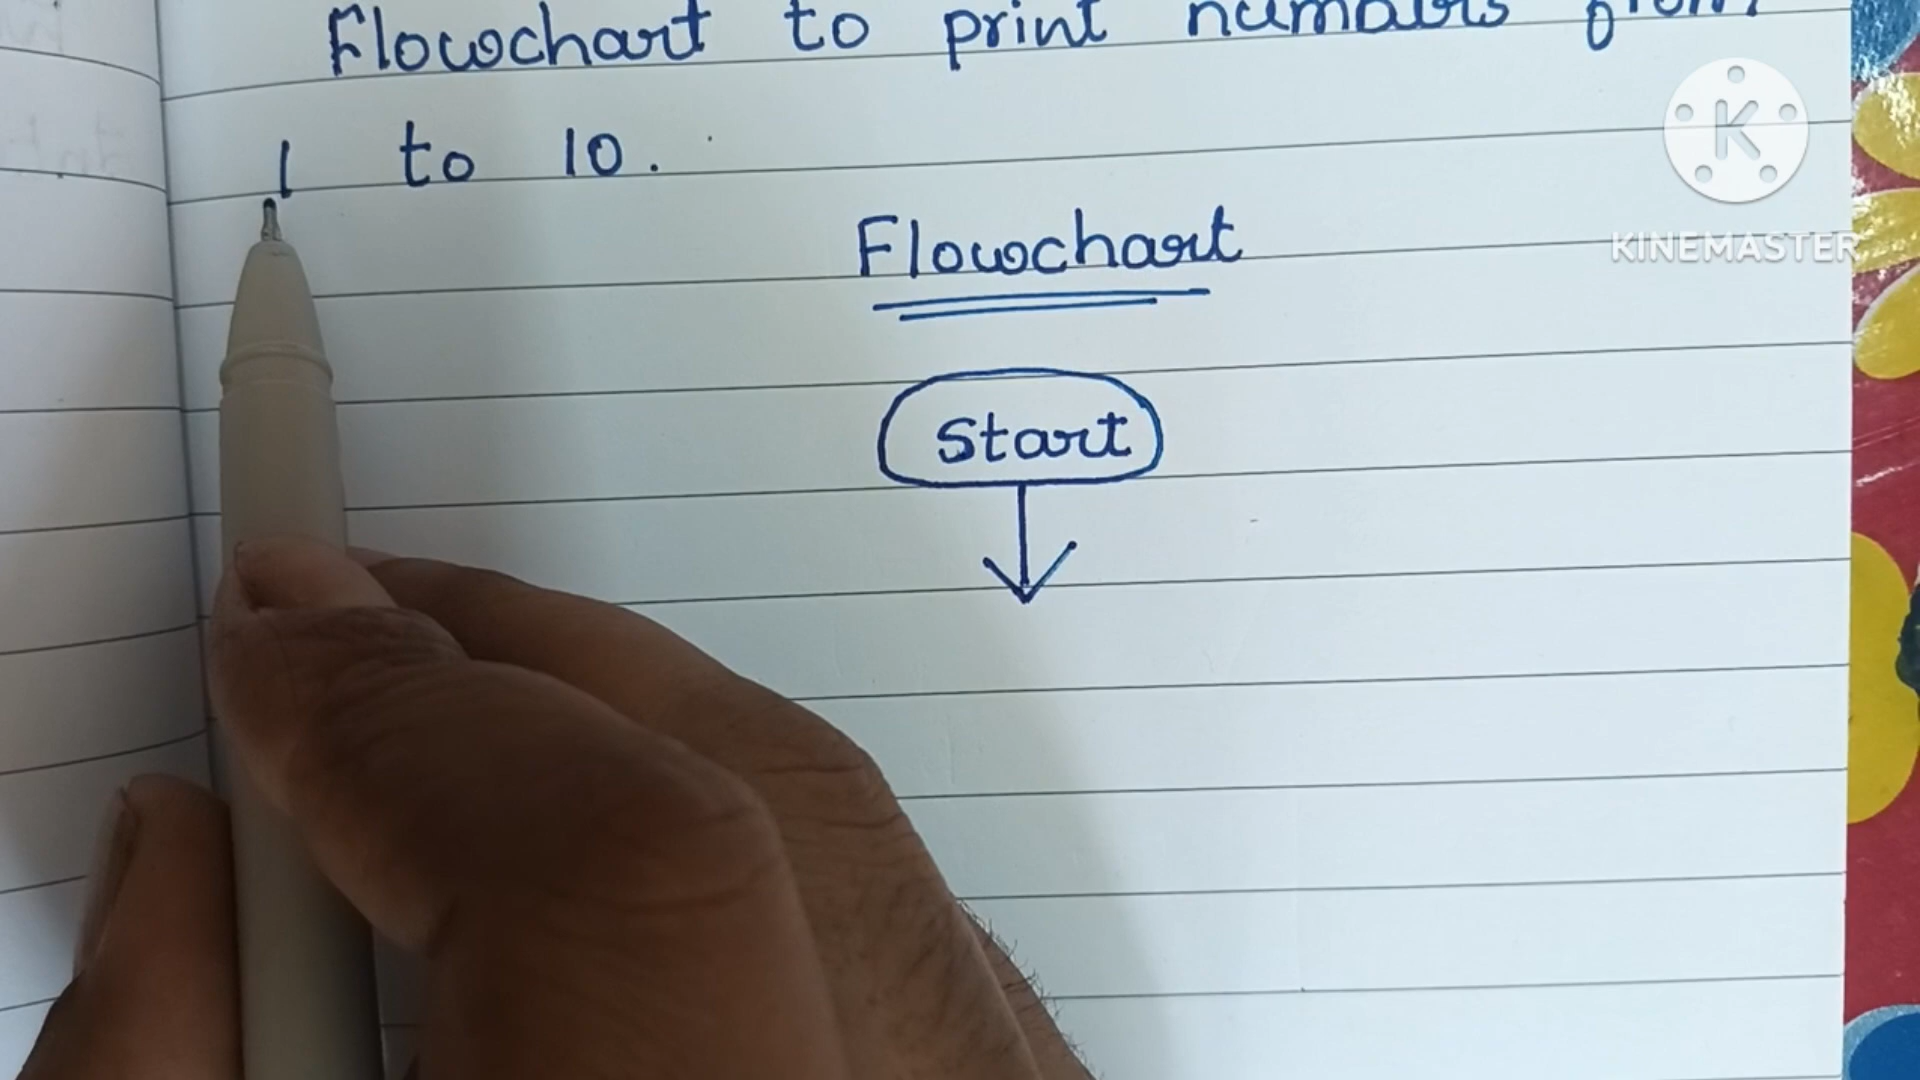 Flowchart to print numbers from
1 to 10.
K
KINEMASTER
Flowchart
Start